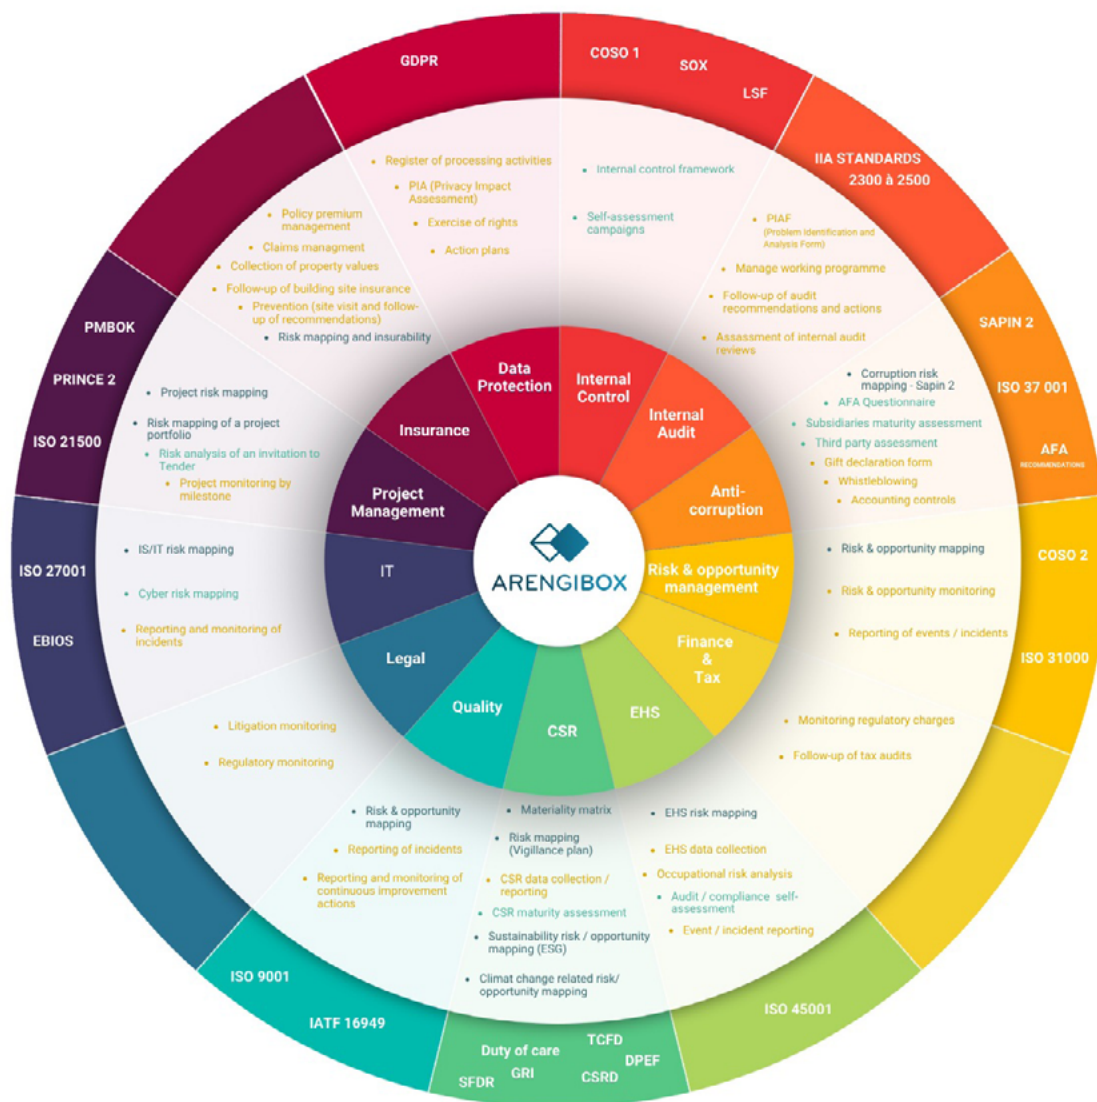 GDPR
COSO 1
SOX
LSF
IIA STANDARDS
2300 à 2500
SAPIN 2
ISO 37 001
AFA
RECOMMENDATIONS
COSO 2
ISO 31000
ISO 45001
TCFD
Duty of care
DPEF
GRI
CSRD
SFDR
IATF 16949
ISO 9001
EBIOS
ISO 27001
ISO 21500
PRINCE 2
PMBOK
Register of processing activities
PIA (Privacy Impact
Assessment)
Exercise of rights
Action plans
Internal control framework
Self-assessment
campaigns
PIAF
(Problem Identification and
Analysis Form)
Manage working programme
Follow-up of audit
recommendations and actions
Assassment of internal audit
reviews
Corruption risk
mapping - Sapin 2
AFA Questionnaire
Subsidiaries maturity assessment
Third party assessment
Gift declaration form
Whistleblowing
Accounting controls
Risk & opportunity mapping
Risk & opportunity monitoring
Reporting of events / incidents
Monitoring regulatory charges
Follow-up of tax audits
EHS risk mapping
EHS data collection
Occupational risk analysis
Audit / compliance self-
assessment
Event / incident reporting
Materiality matrix
Risk mapping
(Vigillance plan)
CSR data collection /
reporting
CSR maturity assessment
Sustainability risk / opportunity
mapping (ESG)
Climat change related risk/
opportunity mapping
Risk & opportunity
mapping
Reporting of incidents
Reporting and monitoring of
continuous improvement
actions
Litigation monitoring
Regulatory monitoring
IS/IT risk mapping
Cyber risk mapping
Reporting and monitoring of
incidents
Project risk mapping
Risk mapping of a project
portfolio
Risk analysis of an invitation to
Tender
Project monitoring by
milestone
Policy premium
management
Claims managment
Collection of property values
Follow-up of building site insurance
Prevention (site visit and follow-
up of recommendations)
Risk mapping and insurability
Data
Protection
Internal
Control
Internal
Audit
Anti-
corruption
Risk & opportunity
management
Finance
&
Tax
EHS
CSR
Quality
Legal
IT
Project
Management
Insurance
ARENGIBOX